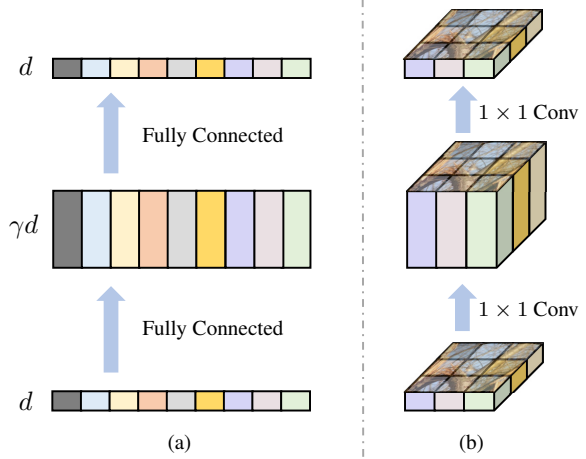 d
Fully Connected
1 × 1 Conv
γd
Fully Connected
1 × 1 Conv
d
(a)
(b)